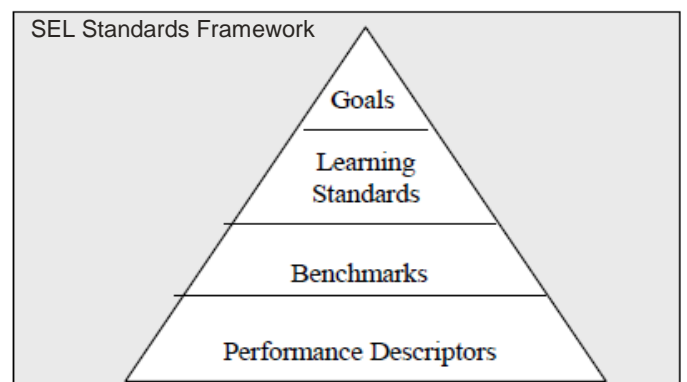 SEL Standards Framework
Goals
Learning
Standards
Benchmarks
Performance Descriptors